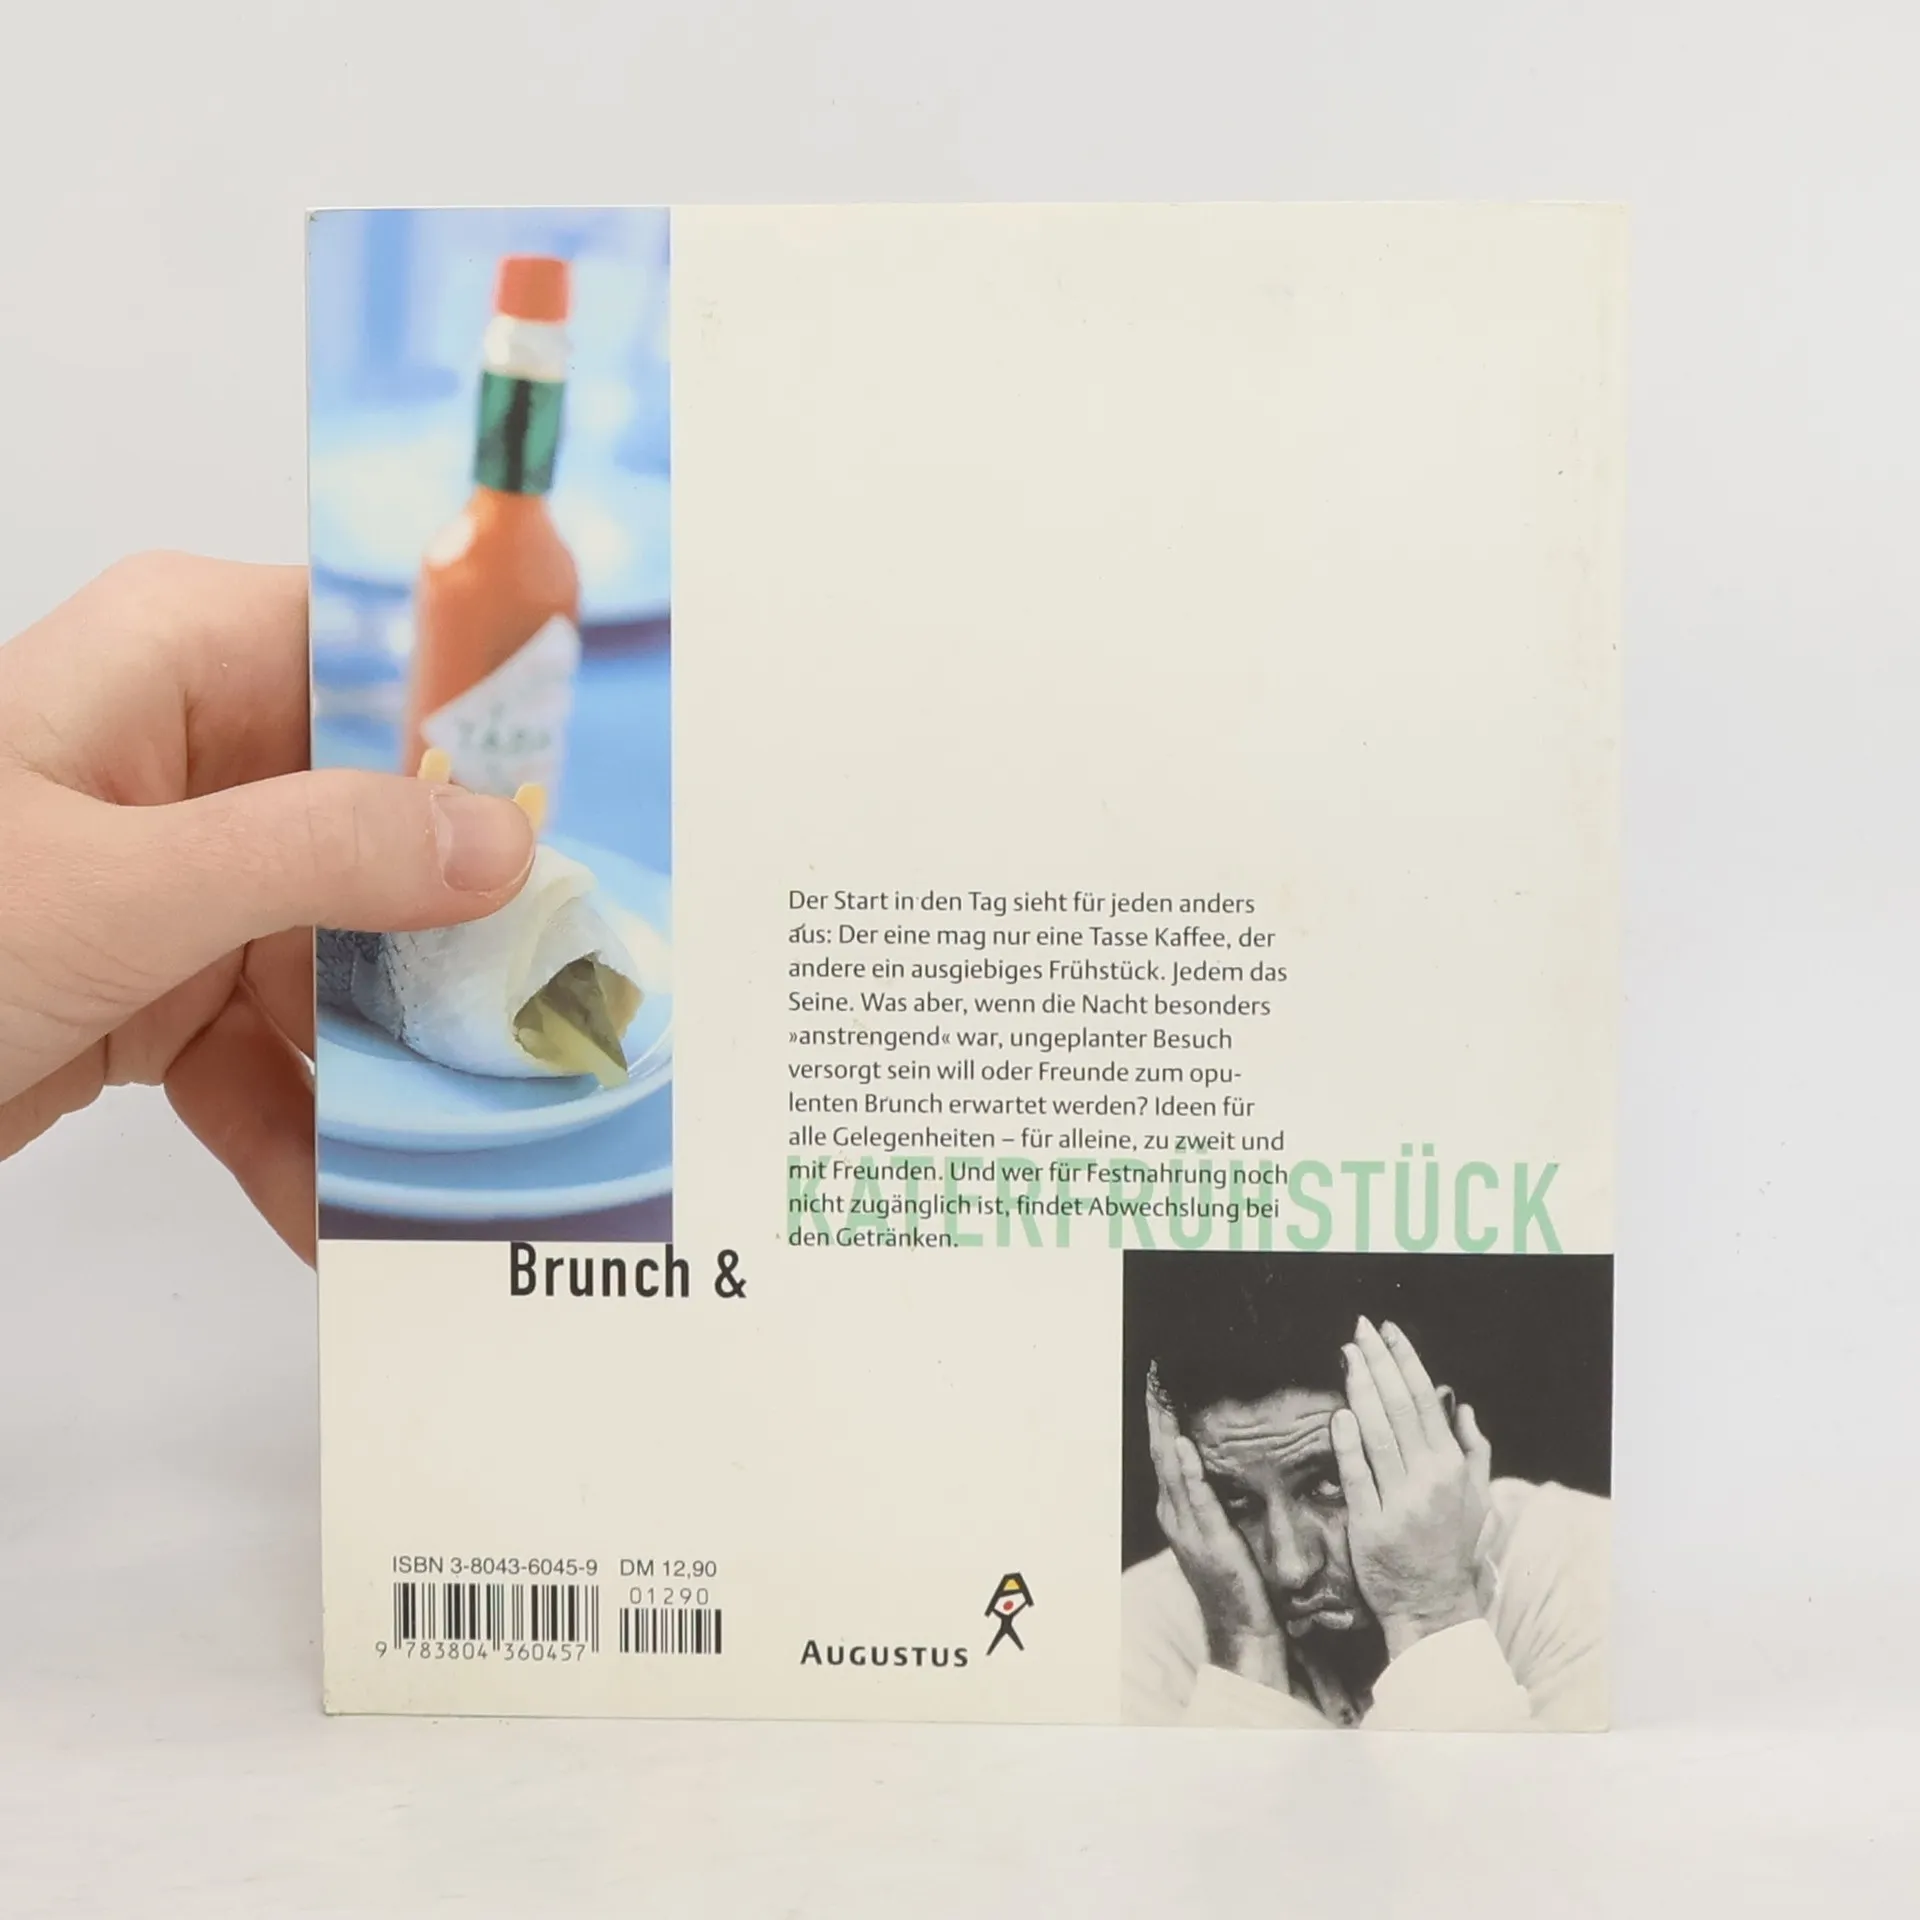 TABA
Der Start in den Tag sieht für jeden anders
aus: Der eine mag nur eine Tasse Kaffee, der
andere ein ausgiebiges Frühstück. Jedem das
Seine. Was aber, wenn die Nacht besonders
»anstrengend« war, ungeplanter Besuch
versorgt sein will oder Freunde zum opu-
lenten Brunch erwartet werden? Ideen für
alle Gelegenheiten – für alleine, zu zweit und
mit Freunden. Und wer für Festnahrung noch
nicht zugänglich ist, findet Abwechslung bei
den Getränken.
KATERFRÜHSTÜCK
Brunch &
ISBN 3-8043-6045-9 DM 12,90
01290
9 783804 360457
AUGUSTUS